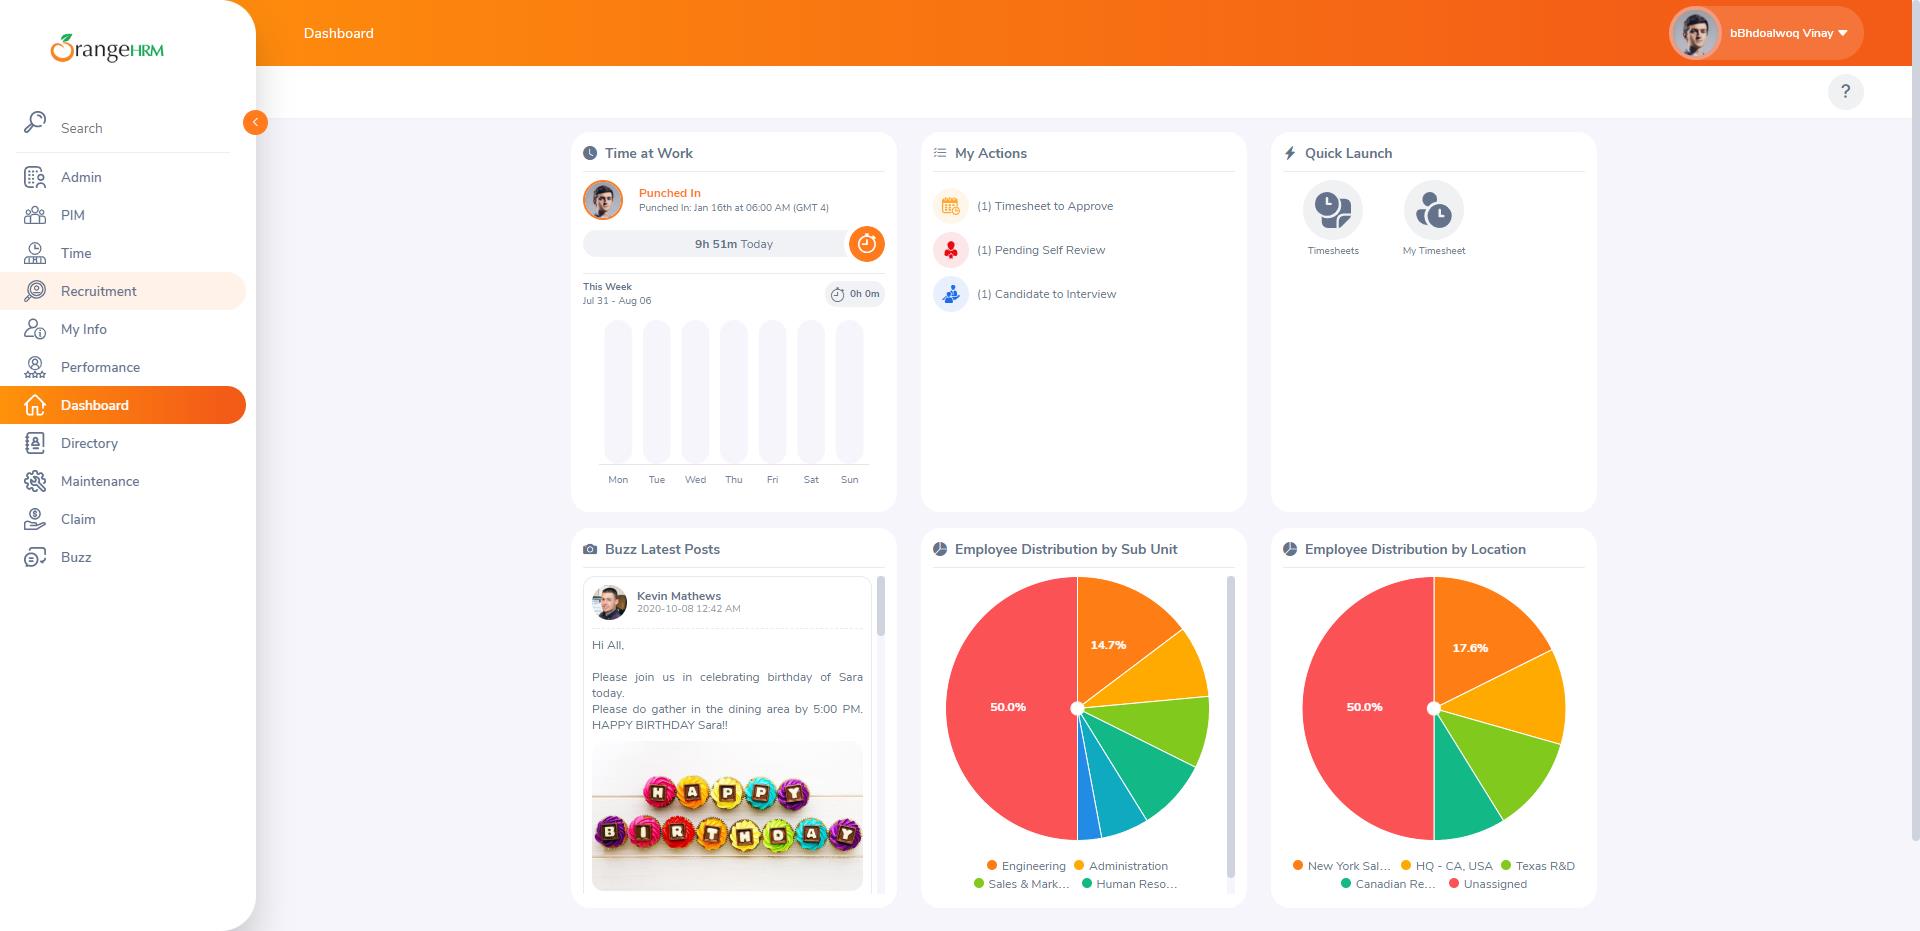 OrangeHRM
Dashboard
bBhdoalwoq Vinay
?
Search
Admin
PIM
Time
Recruitment
My Info
Performance
Dashboard
Directory
Maintenance
Claim
Buzz
Time at Work
Punched In
Punched In: Jan 16th at 06:00 AM (GMT 4)
9h 51m Today
This Week
Jul 31 - Aug 06
0h 0m
Mon Tue Wed Thu Fri Sat Sun
My Actions
(1) Timesheet to Approve
(1) Pending Self Review
(1) Candidate to Interview
Quick Launch
Timesheets
My Timesheet
Buzz Latest Posts
Kevin Mathews
2020-10-08 12:42 AM
Hi All,
Please join us in celebrating birthday of Sara
today.
Please do gather in the dining area by 5:00 PM.
HAPPY BIRTHDAY Sara!!
HAPPY
BIRTHDAY
Employee Distribution by Sub Unit
14.7%
50.0%
Engineering Administration
Sales & Mark... Human Reso...
Employee Distribution by Location
17.6%
50.0%
New York Sal... HQ - CA, USA Texas R&D
Canadian Re... Unassigned